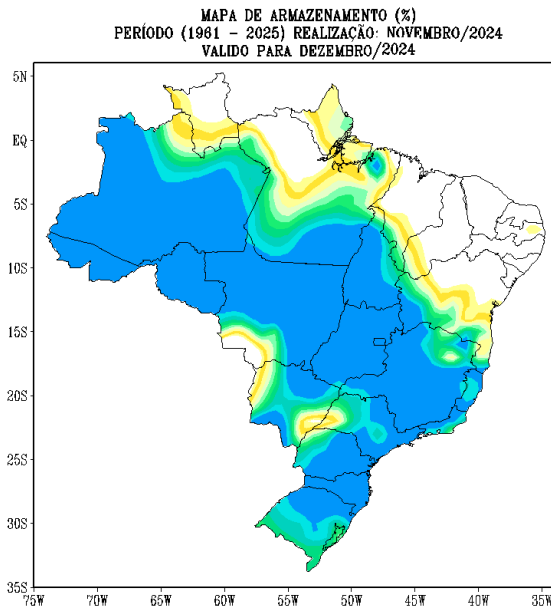 MAPA DE ARMAZENAMENTO (%)
PERÍODO (1961 - 2025) REALIZAÇÃO: NOVEMBRO/2024
VALIDO PARA DEZEMBRO/2024
5N
EQ
5S
10S
15S
20S
25S
30S
35S
75W 70W 65W 60W 55W 50W 45W 40W 35W